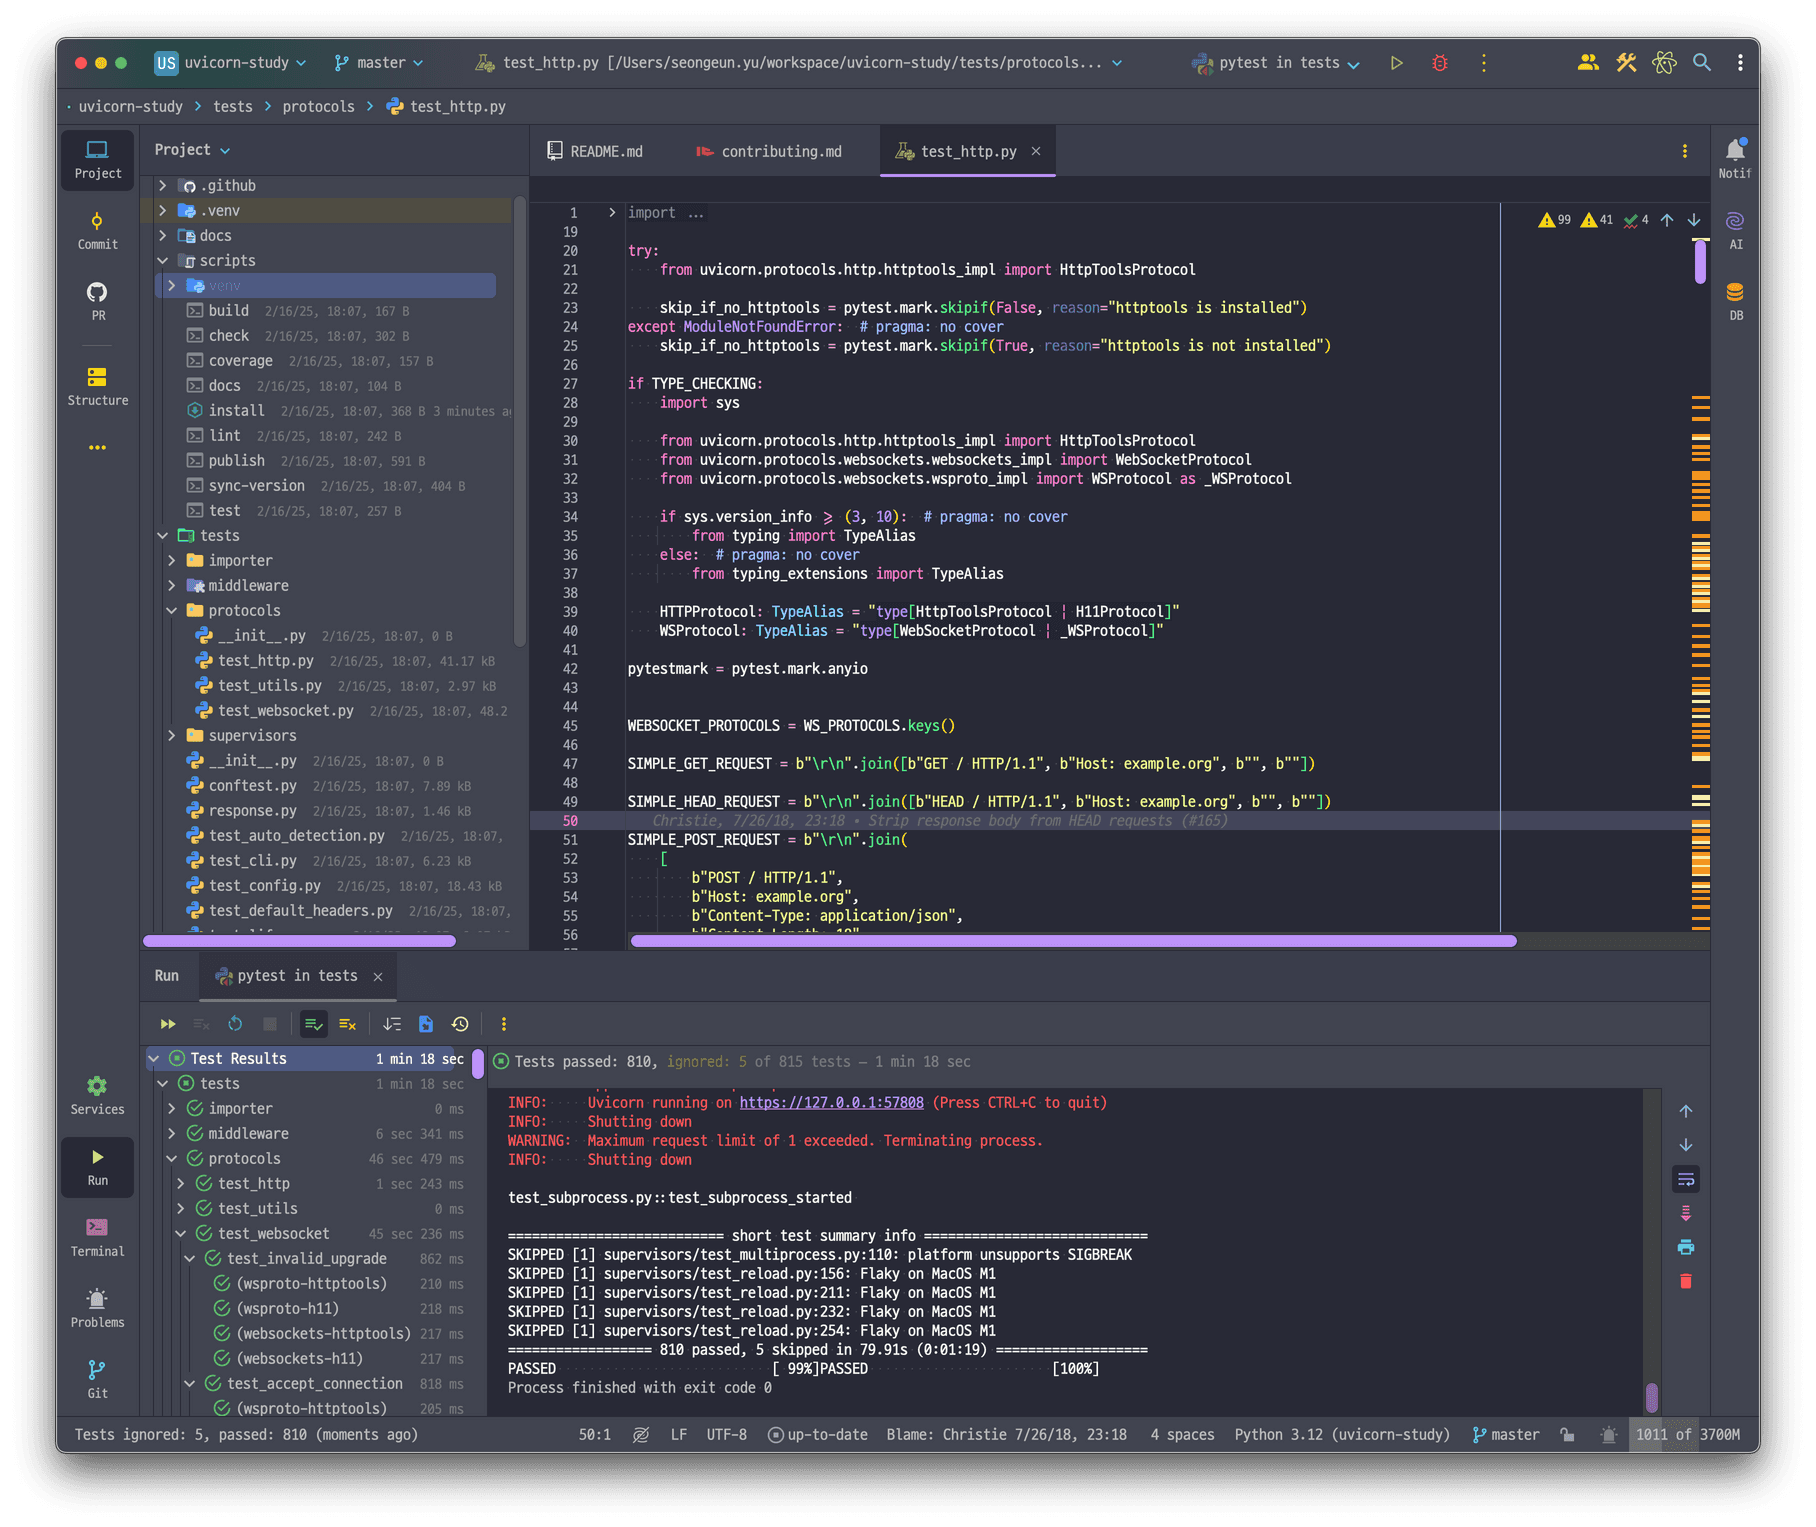 US uvicorn-study master test_http.py [/Users/seongeun.yu/workspace/uvicorn-study/tests/protocols... pytest in tests
uvicorn-study > tests > protocols > test_http.py
Project
Commit
PR
Structure
Services
Run
Terminal
Problems
Git
Project
.github
.venv
docs
scripts
venv
build 2/16/25, 18:07, 167 B
check 2/16/25, 18:07, 302 B
coverage 2/16/25, 18:07, 157 B
docs 2/16/25, 18:07, 104 B
install 2/16/25, 18:07, 368 B 3 minutes
lint 2/16/25, 18:07, 242 B
publish 2/16/25, 18:07, 591 B
sync-version 2/16/25, 18:07, 404 B
test 2/16/25, 18:07, 257 B
tests
importer
middleware
protocols
__init__.py 2/16/25, 18:07, 0 B
test_http.py 2/16/25, 18:07, 41.17 kB
test_utils.py 2/16/25, 18:07, 2.97 kB
test_websocket.py 2/16/25, 18:07, 48.2
supervisors
__init__.py 2/16/25, 18:07, 0 B
conftest.py 2/16/25, 18:07, 7.89 kB
response.py 2/16/25, 18:07, 1.46 kB
test_auto_detection.py 2/16/25, 18:07,
test_cli.py 2/16/25, 18:07, 6.23 kB
test_config.py 2/16/25, 18:07, 18.43 kB
test_default_headers.py 2/16/25, 18:07,
README.md contributing.md test_http.py
99 41 4
1 import ...
19
20 try:
21 from uvicorn.protocols.http.httptools_impl import HttpToolsProtocol
22
23 skip_if_no_httptools = pytest.mark.skipif(False, reason="httptools is installed")
24 except ModuleNotFoundError: # pragma: no cover
25 skip_if_no_httptools = pytest.mark.skipif(True, reason="httptools is not installed")
26
27 if TYPE_CHECKING:
28 import sys
29
30 from uvicorn.protocols.http.httptools_impl import HttpToolsProtocol
31 from uvicorn.protocols.websockets.websockets_impl import WebSocketProtocol
32 from uvicorn.protocols.websockets.wsproto_impl import WSProtocol as _WSProtocol
33
34 if sys.version_info ⩾ (3, 10): # pragma: no cover
35 from typing import TypeAlias
36 else: # pragma: no cover
37 from typing_extensions import TypeAlias
38
39 HTTPProtocol: TypeAlias = "type[HttpToolsProtocol | H11Protocol]"
40 WSProtocol: TypeAlias = "type[WebSocketProtocol | _WSProtocol]"
41
42 pytestmark = pytest.mark.anyio
43
44
45 WEBSOCKET_PROTOCOLS = WS_PROTOCOLS.keys()
46
47 SIMPLE_GET_REQUEST = b"\r\n".join([b"GET / HTTP/1.1", b"Host: example.org", b"", b""])
48
49 SIMPLE_HEAD_REQUEST = b"\r\n".join([b"HEAD / HTTP/1.1", b"Host: example.org", b"", b""])
50 Christie, 7/26/18, 23:18 • Strip response body from HEAD requests (#165)
51 SIMPLE_POST_REQUEST = b"\r\n".join(
52 [
53 b"POST / HTTP/1.1",
54 b"Host: example.org",
55 b"Content-Type: application/json",
56
Notif
AI
DB
Run pytest in tests
Test Results 1 min 18 sec
tests 1 min 18 sec
importer 0 ms
middleware 6 sec 341 ms
protocols 46 sec 479 ms
test_http 1 sec 243 ms
test_utils 0 ms
test_websocket 45 sec 236 ms
test_invalid_upgrade 862 ms
(wsproto-httptools) 210 ms
(wsproto-h11) 218 ms
(websockets-httptools) 217 ms
(websockets-h11) 217 ms
test_accept_connection 818 ms
(wsproto-httptools) 205 ms
Tests passed: 810, ignored: 5 of 815 tests – 1 min 18 sec
INFO: Uvicorn running on https://127.0.0.1:57808 (Press CTRL+C to quit)
INFO: Shutting down
WARNING: Maximum request limit of 1 exceeded. Terminating process.
INFO: Shutting down
test_subprocess.py::test_subprocess_started
=========================== short test summary info ============================
SKIPPED [1] supervisors/test_multiprocess.py:110: platform unsupports SIGBREAK
SKIPPED [1] supervisors/test_reload.py:156: Flaky on MacOS M1
SKIPPED [1] supervisors/test_reload.py:211: Flaky on MacOS M1
SKIPPED [1] supervisors/test_reload.py:232: Flaky on MacOS M1
SKIPPED [1] supervisors/test_reload.py:254: Flaky on MacOS M1
================== 810 passed, 5 skipped in 79.91s (0:01:19) ===================
PASSED [ 99%]PASSED [100%]
Process finished with exit code 0
Tests ignored: 5, passed: 810 (moments ago) 50:1 LF UTF-8 up-to-date Blame: Christie 7/26/18, 23:18 4 spaces Python 3.12 (uvicorn-study) master 1011 of 3700M